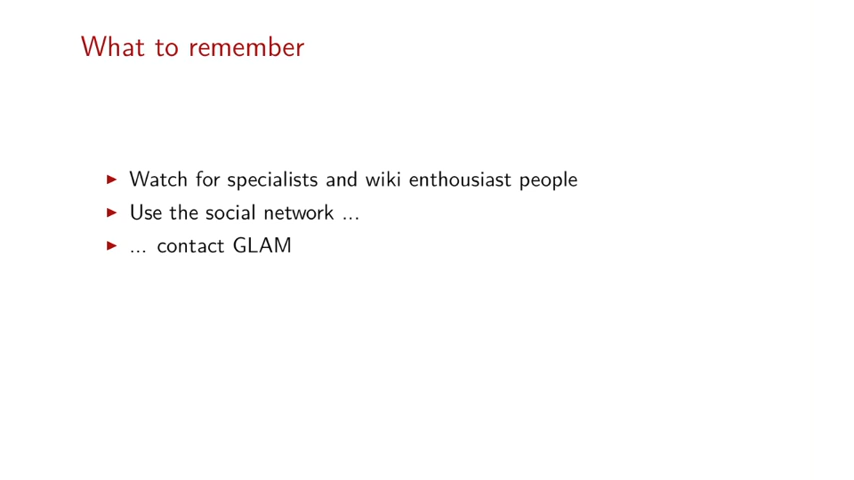 What to remember
Watch for specialists and wiki enthousiast people
Use the social network ...
... contact GLAM